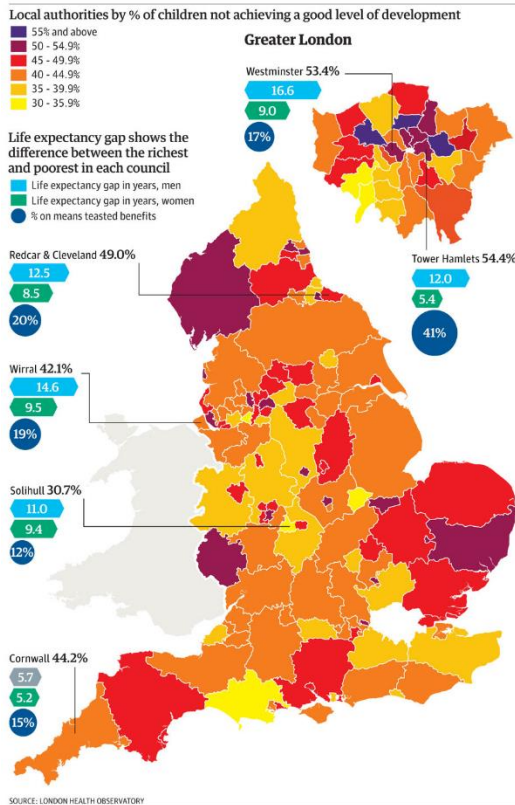 Local authorities by % of children not achieving a good level of development
55% and above
50 - 54.9%
45 - 49.9%
40 - 44.9%
35 - 39.9%
30 - 35.9%
Greater London
Westminster 53.4%
16.6
9.0
17%
Life expectancy gap shows the
difference between the richest
and poorest in each council
Life expectancy gap in years, men
Life expectancy gap in years, women
% on means teasted benefits
Redcar & Cleveland 49.0%
12.5
8.5
20%
Tower Hamlets 54.4%
12.0
5.4
41%
Wirral 42.1%
14.6
9.5
19%
Solihull 30.7%
11.0
9.4
12%
Cornwall 44.2%
5.7
5.2
15%
SOURCE: LONDON HEALTH OBSERVATORY